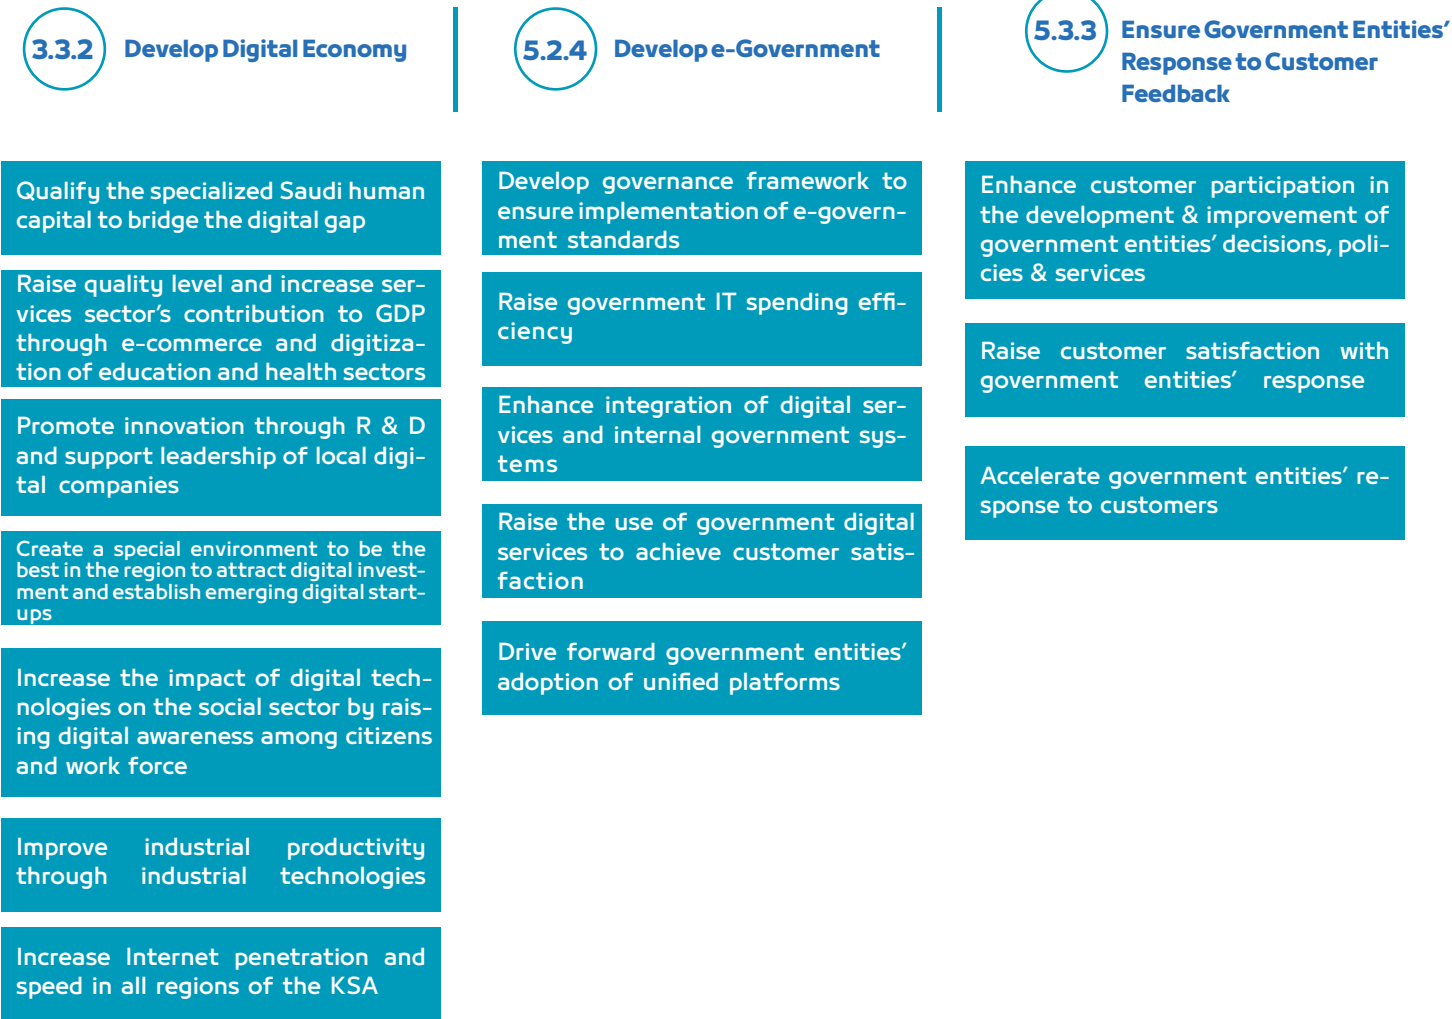 3.3.2
Develop Digital Economy
Qualify the specialized Saudi human
capital to bridge the digital gap
Raise quality level and increase ser-
vices sector's contribution to GDP
through e-commerce and digitiza-
tion of education and health sectors
Promote innovation through R & D
and support leadership of local digi-
tal companies
Create a special environment to be the
best in the region to attract digital invest-
ment and establish emerging digital start-
ups
Increase the impact of digital tech-
nologies on the social sector by rais-
ing digital awareness among citizens
and work force
Improve industrial productivity
through industrial technologies
Increase Internet penetration and
speed in all regions of the KSA
5.2.4
Develop e-Government
Develop governance framework to
ensure implementation of e-govern-
ment standards
Raise government IT spending effi-
ciency
Enhance integration of digital ser-
vices and internal government sys-
tems
Raise the use of government digital
services to achieve customer satis-
faction
Drive forward government entities'
adoption of unified platforms
5.3.3
Ensure Government Entities'
Response to Customer
Feedback
Enhance customer participation in
the development & improvement of
government entities' decisions, poli-
cies & services
Raise customer satisfaction with
government entities' response
Accelerate government entities' re-
sponse to customers